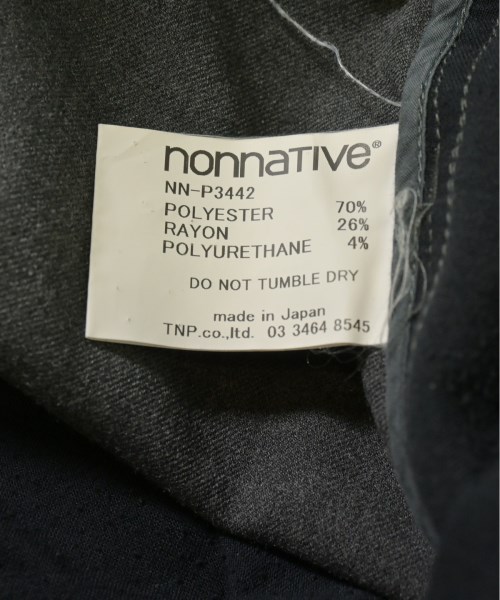 nonnative®
NN-P3442
POLYESTER 70%
RAYON 26%
POLYURETHANE 4%
DO NOT TUMBLE DRY
made in Japan
TNP.co.,ltd. 03 3464 8545